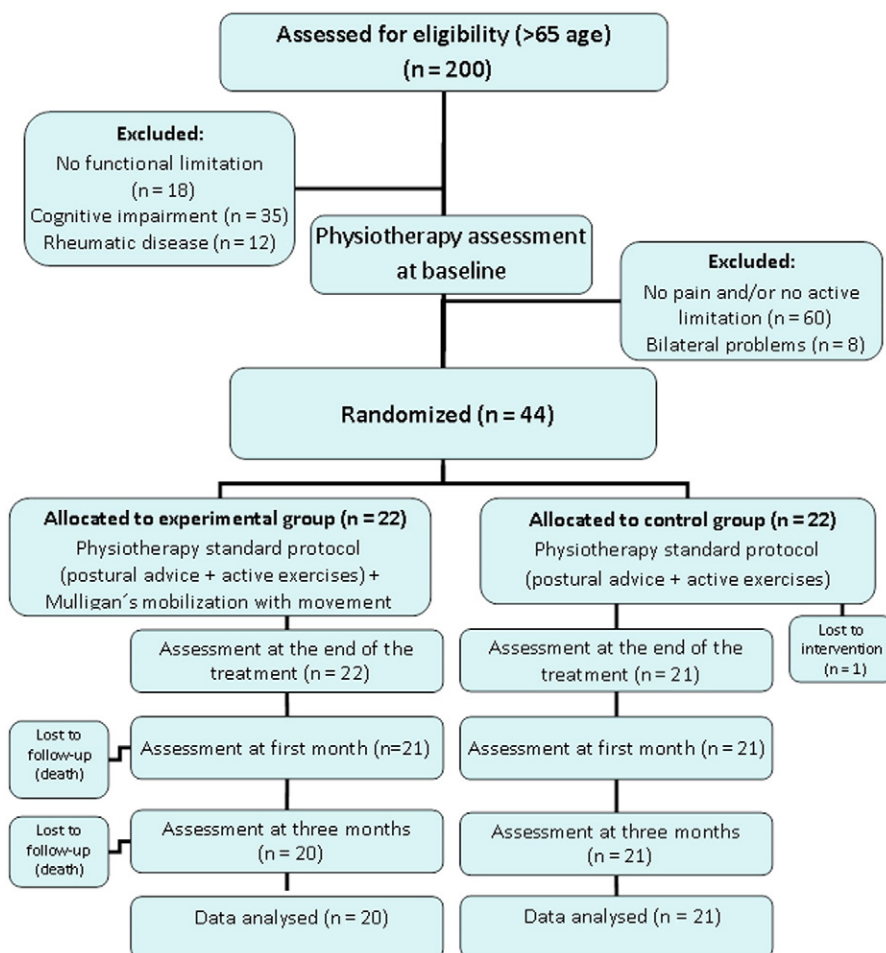 Assessed for eligibility (>65 age)
(n = 200)
Excluded:
No functional limitation
(n = 18)
Cognitive impairment (n = 35)
Rheumatic disease (n = 12)
Physiotherapy assessment
at baseline
Excluded:
No pain and/or no active
limitation (n = 60)
Bilateral problems (n = 8)
Randomized (n = 44)
Allocated to experimental group (n = 22)
Physiotherapy standard protocol
(postural advice + active exercises) +
Mulligan´s mobilization with movement
Allocated to control group (n = 22)
Physiotherapy standard protocol
(postural advice + active exercises)
Lost to
intervention
(n = 1)
Assessment at the end of the
treatment (n = 22)
Assessment at the end of the
treatment (n = 21)
Lost to
follow-up
(death)
Assessment at first month (n=21)
Assessment at first month (n = 21)
Lost to
follow-up
(death)
Assessment at three months
(n = 20)
Assessment at three months
(n = 21)
Data analysed (n = 20)
Data analysed (n = 21)